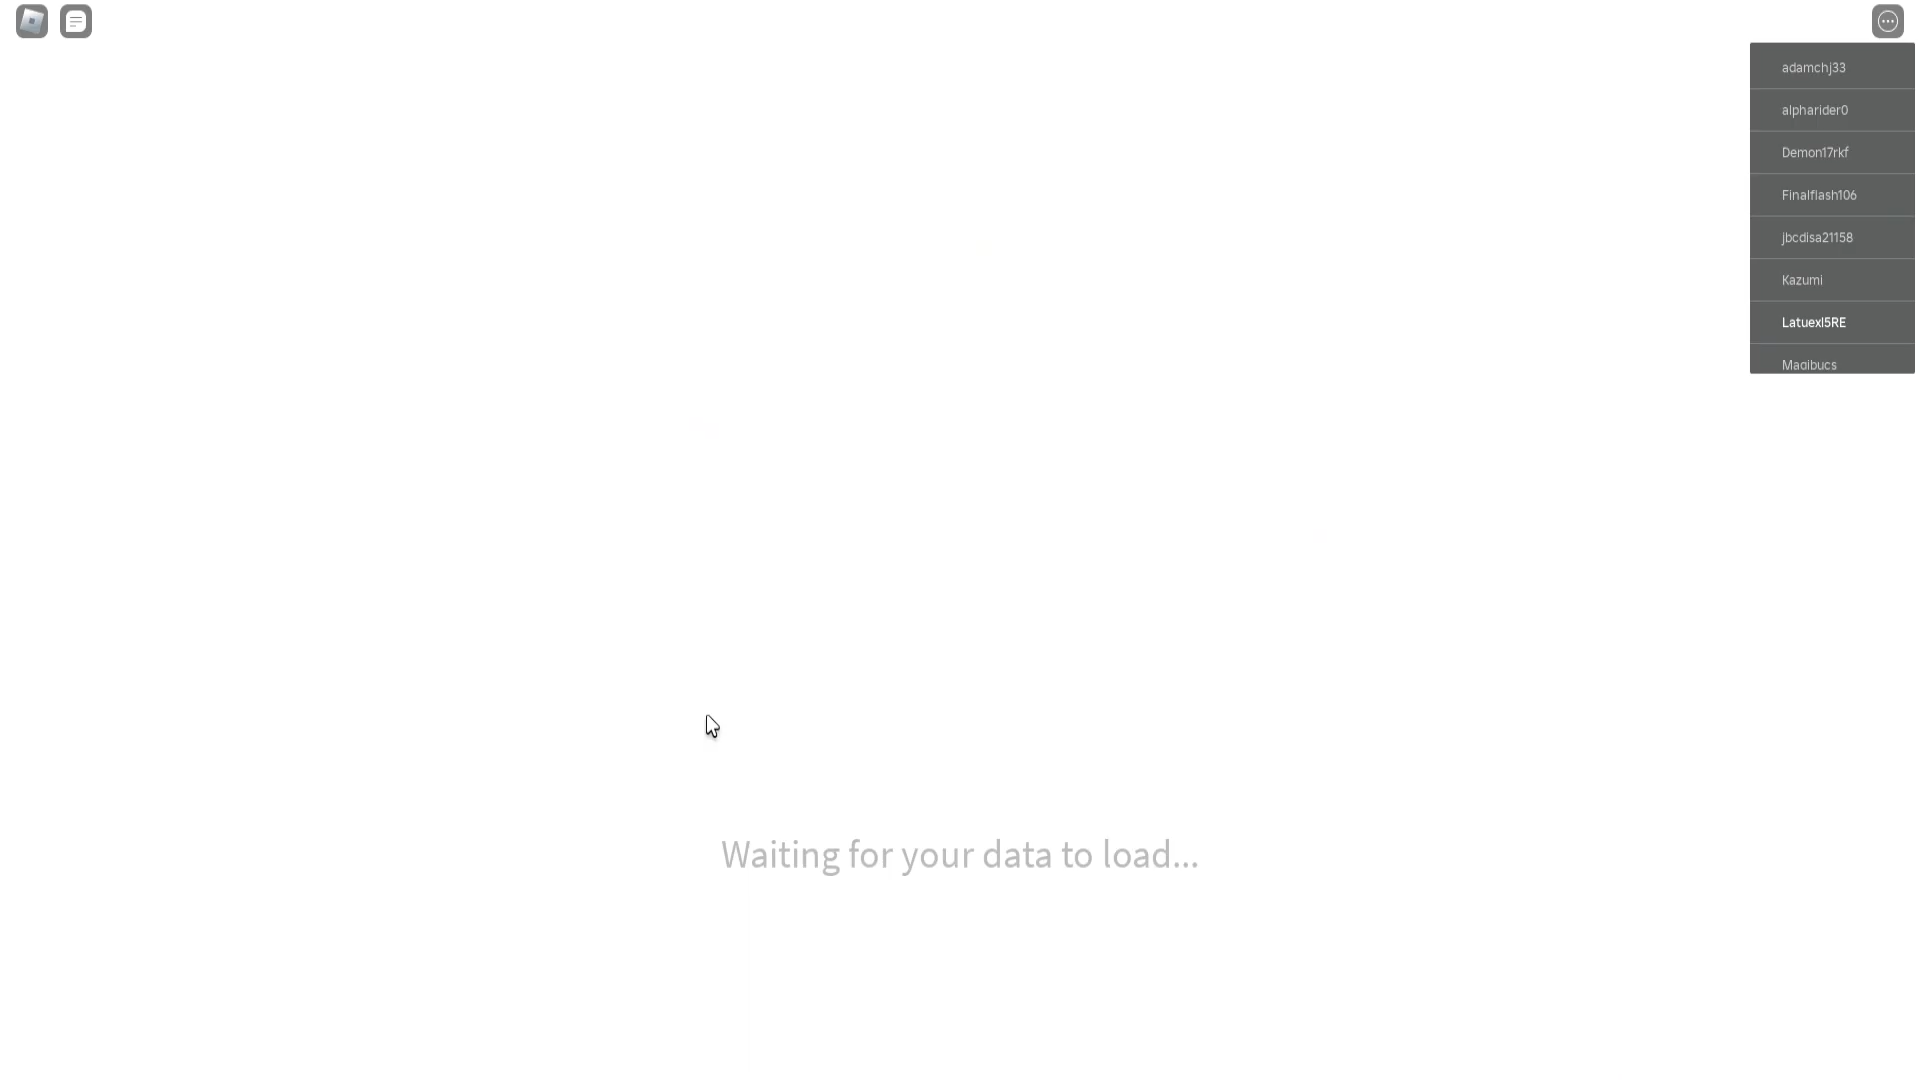 adamchj33
alpharider0
Demon17rkf
Finalflash106
jbcdisa21158
Kazumi
Latuexl5RE
Magibucs
Waiting for your data to load...